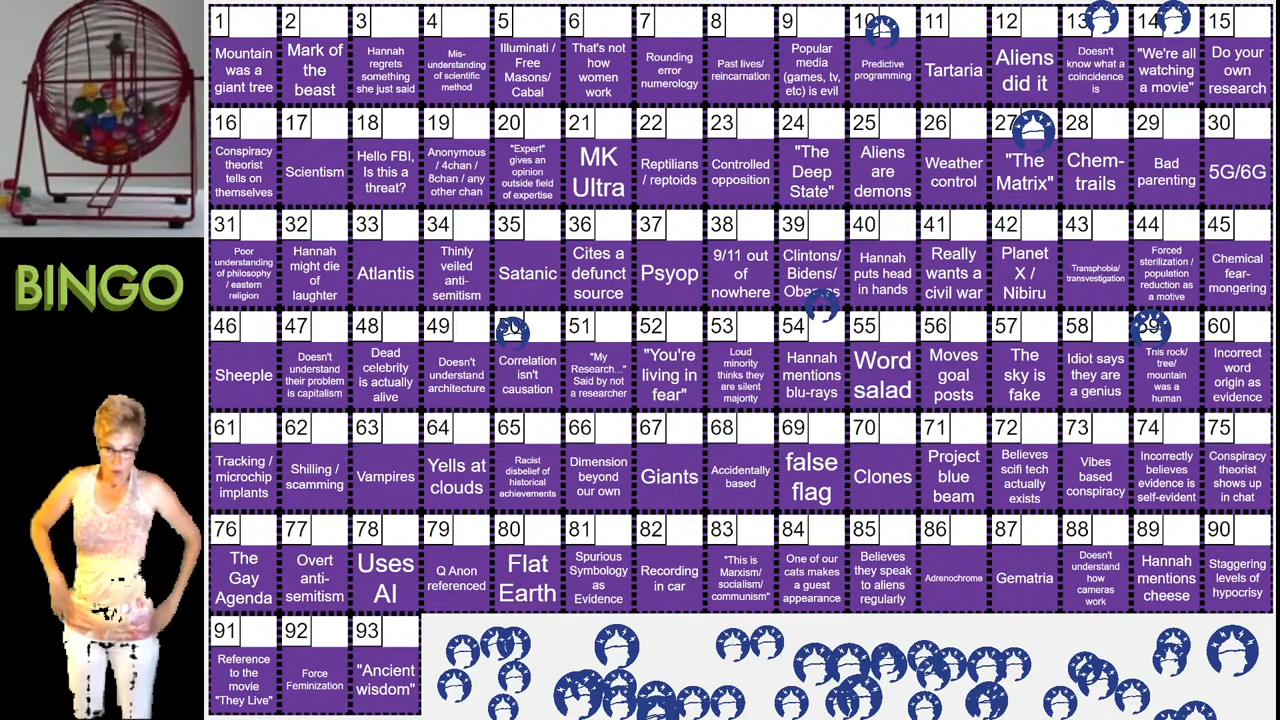 1 2 3 4 5 6 7 8 9 10 11 12 13 14 15
Mountain was a giant tree
Mark of the beast
Hannah regrets something she just said
Mis-understanding of scientific method
Illuminati / Free Masons/ Cabal
That's not how women work
Rounding error numerology
Past lives/ reincarnation
Popular media (games, tv, etc) is evil
Predictive programming
Tartaria
Aliens did it
Doesn't know what a coincidence is
"We're all watching a movie"
Do your own research
16 17 18 19 20 21 22 23 24 25 26 27 28 29 30
Conspiracy theorist tells on themselves
Scientism
Hello FBI, Is this a threat?
Anonymous / 4chan / 8chan / any other chan
"Expert" gives an opinion outside field of expertise
MK Ultra
Reptilians / reptoids
Controlled opposition
"The Deep State"
Aliens are demons
Weather control
"The Matrix"
Chem-trails
Bad parenting
5G/6G
31 32 33 34 35 36 37 38 39 40 41 42 43 44 45
Poor understanding of philosophy / eastern religion
Hannah might die of laughter
Atlantis
Thinly veiled anti-semitism
Satanic
Cites a defunct source
Psyop
9/11 out of nowhere
Clintons/ Bidens/ Obamas
Hannah puts head in hands
Really wants a civil war
Planet X / Nibiru
Transphobia/ transvestigation
Forced sterilization / population reduction as a motive
Chemical fear-mongering
BINGO
46 47 48 49 50 51 52 53 54 55 56 57 58 59 60
Sheeple
Doesn't understand their problem is capitalism
Dead celebrity is actually alive
Doesn't understand architecture
Correlation isn't causation
"My Research..." Said by not a researcher
"You're living in fear"
Loud minority thinks they are silent majority
Hannah mentions blu-rays
Word salad
Moves goal posts
The sky is fake
Idiot says they are a genius
This rock/ tree/ mountain was a human
Incorrect word origin as evidence
61 62 63 64 65 66 67 68 69 70 71 72 73 74 75
Tracking / microchip implants
Shilling / scamming
Vampires
Yells at clouds
Racist disbelief of historical achievements
Dimension beyond our own
Giants
Accidentally based
false flag
Clones
Project blue beam
Believes scifi tech actually exists
Vibes based conspiracy
Incorrectly believes evidence is self-evident
Conspiracy theorist shows up in chat
76 77 78 79 80 81 82 83 84 85 86 87 88 89 90
The Gay Agenda
Overt anti-semitism
Uses AI
Q Anon referenced
Flat Earth
Spurious Symbology as Evidence
Recording in car
"This is Marxism/ socialism/ communism"
One of our cats makes a guest appearance
Believes they speak to aliens regularly
Adrenochrome
Gematria
Doesn't understand how cameras work
Hannah mentions cheese
Staggering levels of hypocrisy
91 92 93
Reference to the movie "They Live"
Force Feminization
"Ancient wisdom"